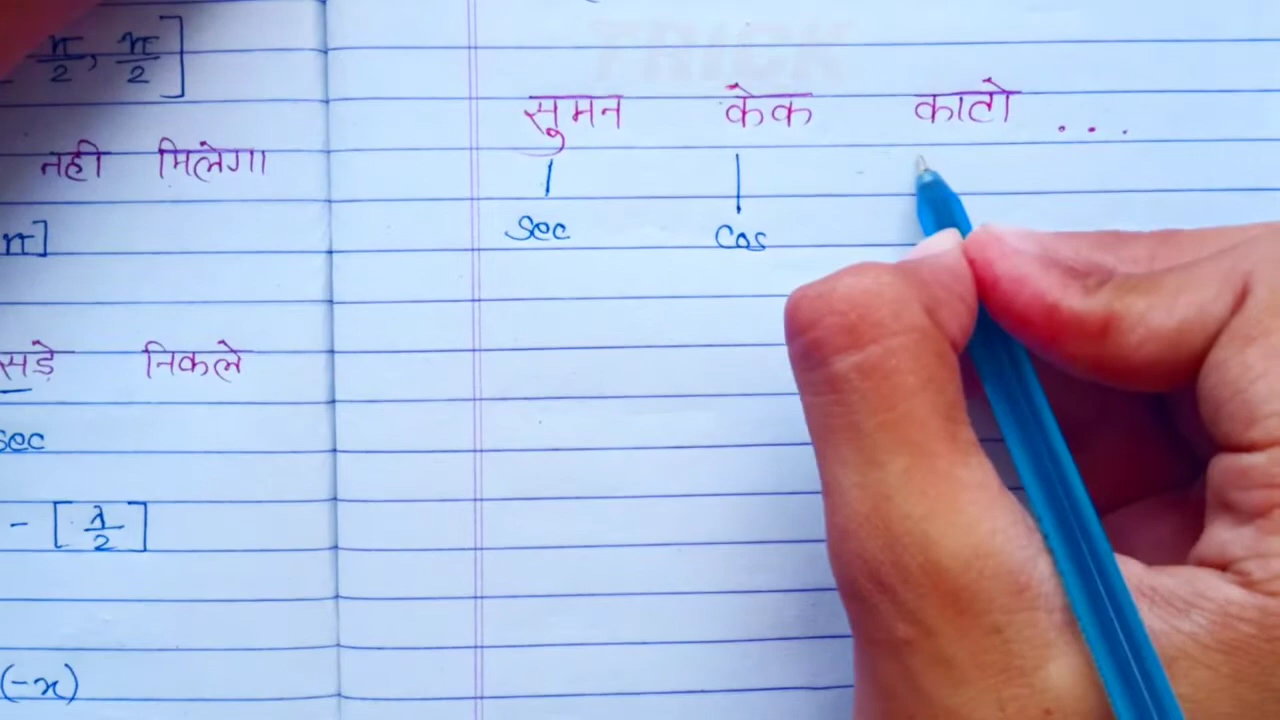 π/2, π/2]
नही मिलेगा
π]
सड़े निकले
sec
- [π/2]
(-x)
सुमन केक काटो ...
sec cos